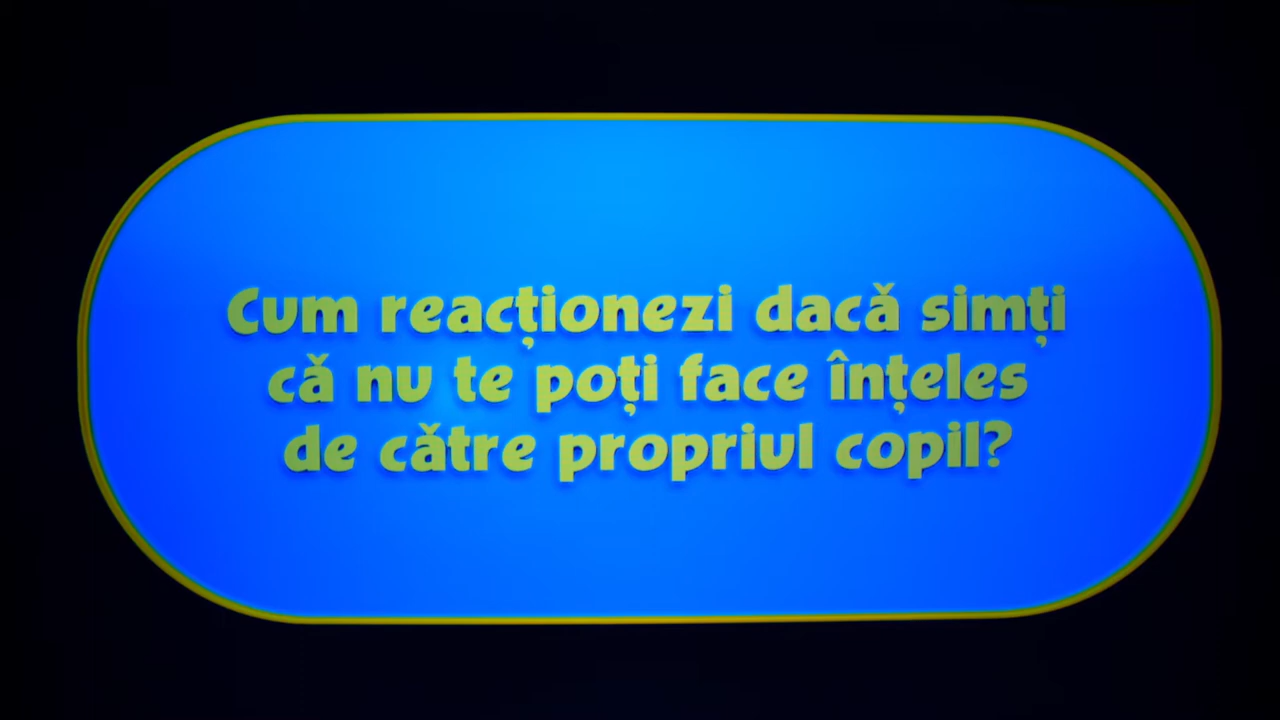 Cum reacționezi dacă simți
că nu te poți face înțeles
de către propriul copil?